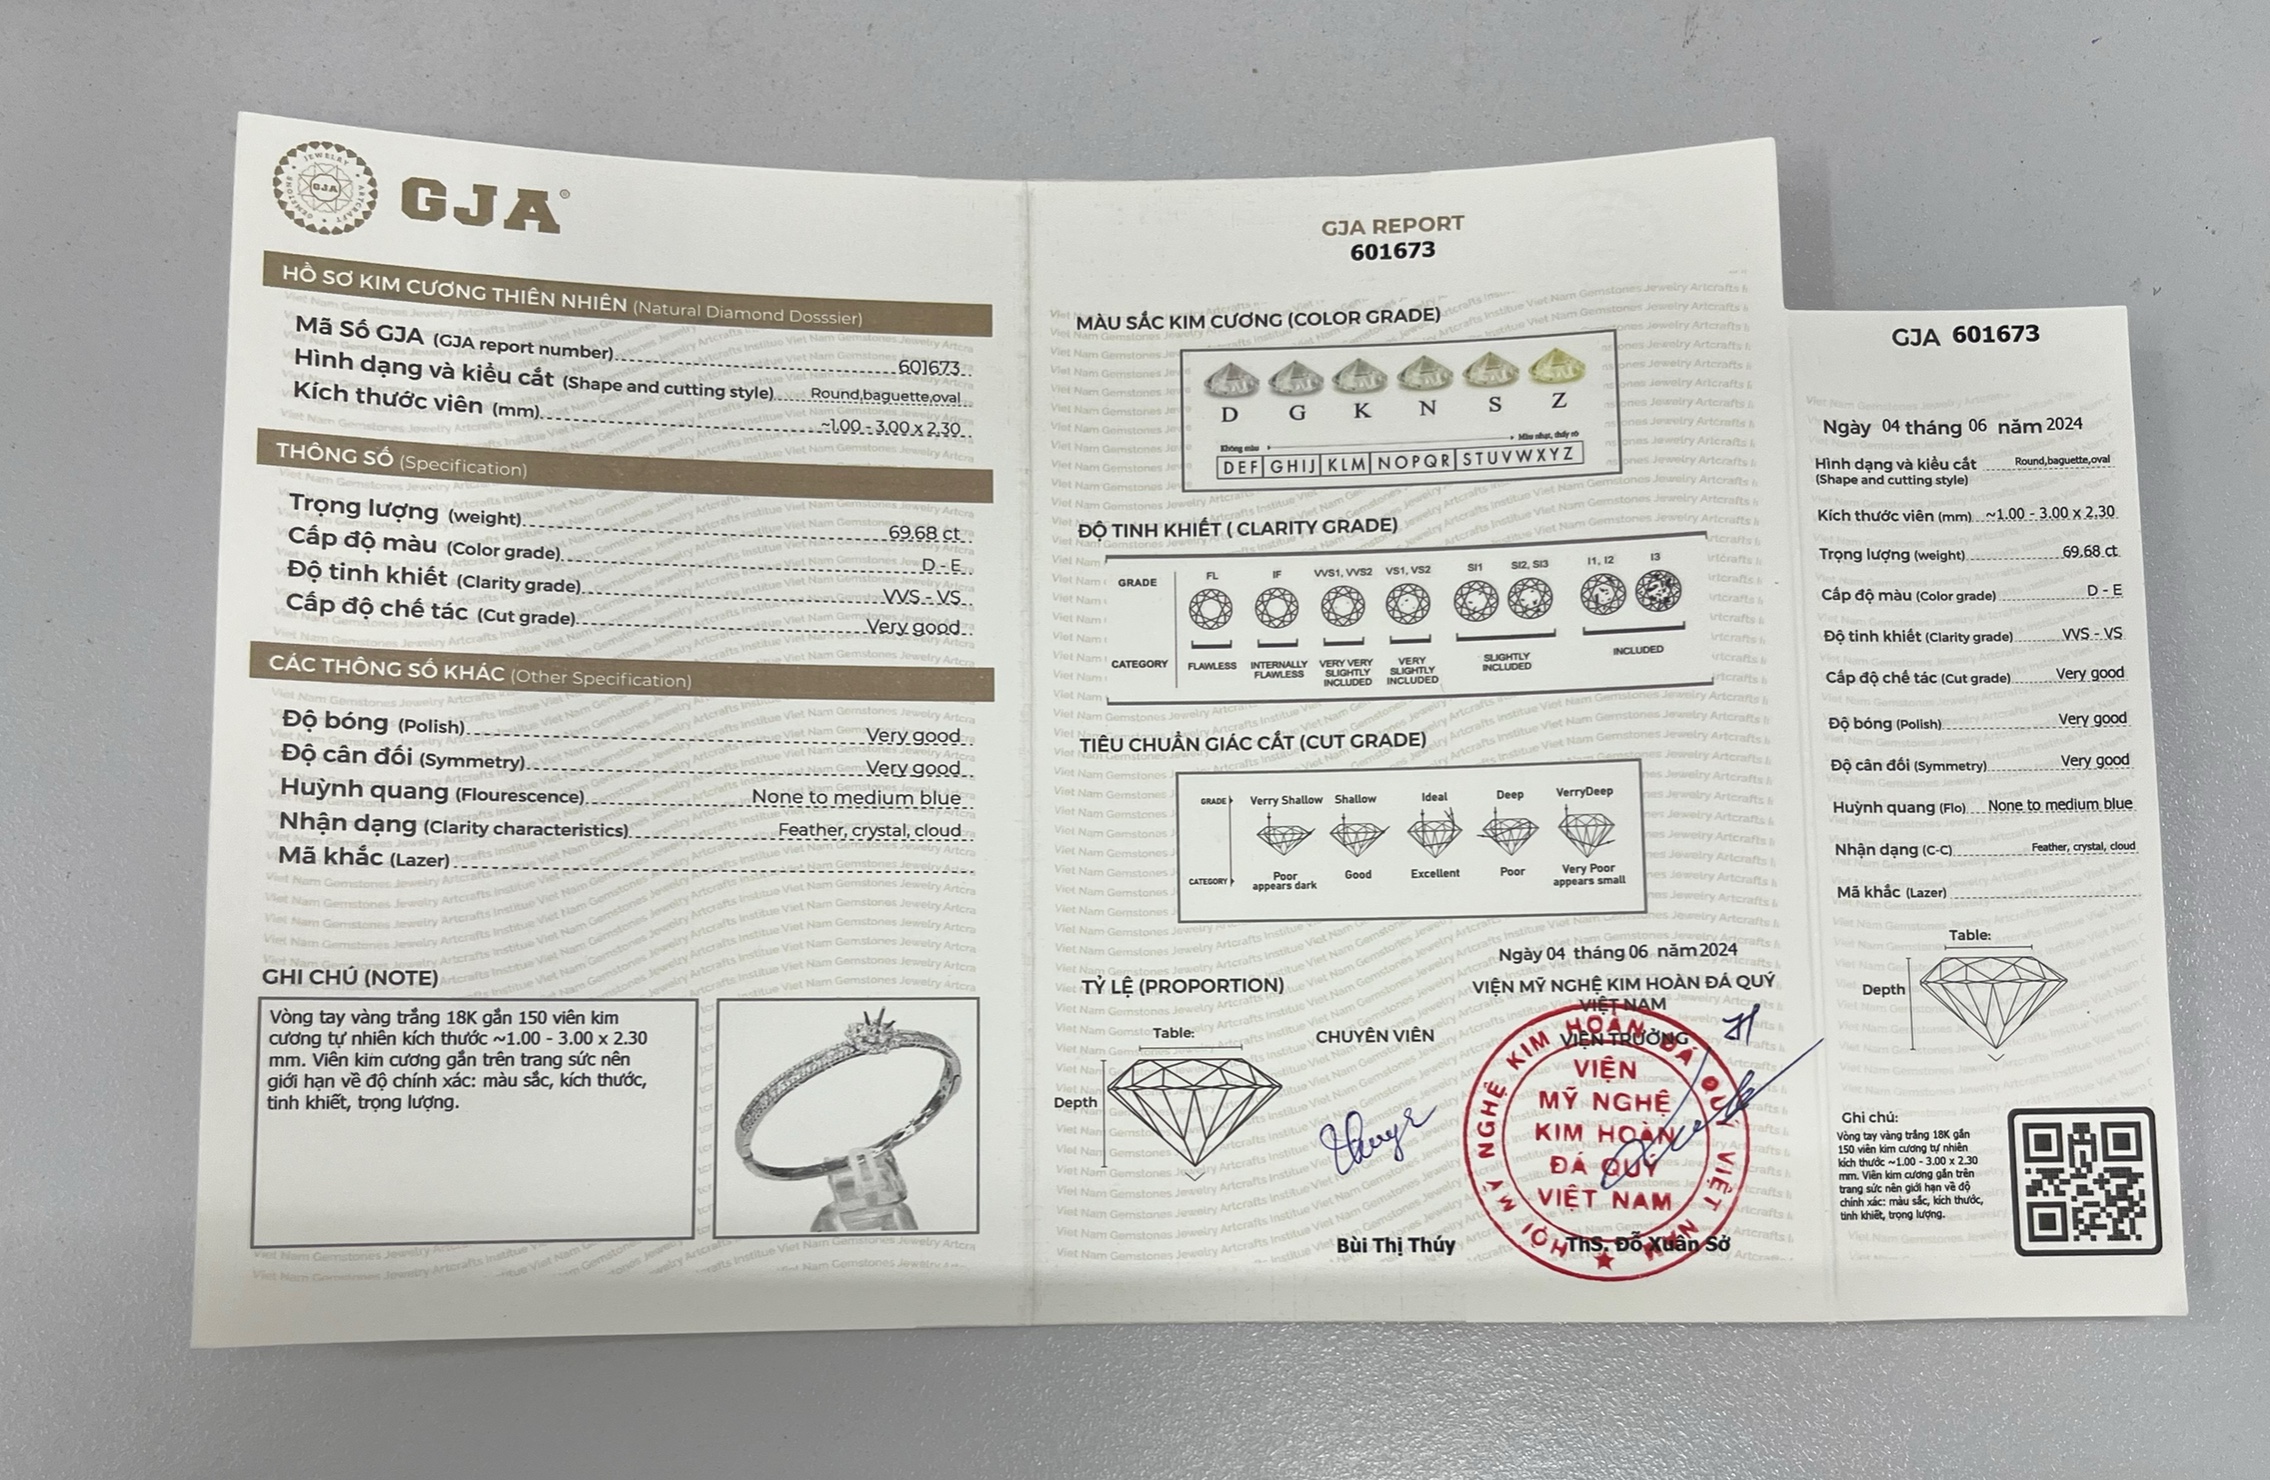 GJA®
HỒ SƠ KIM CƯƠNG THIÊN NHIÊN (Natural Diamond Dosssier)
Mã Số GJA (GJA report number) 601673
Hình dạng và kiểu cắt (Shape and cutting style) Round,baguette,oval
Kích thước viên (mm) ~1.00 - 3.00 x 2.30
THÔNG SỐ (Specification)
Trọng lượng (weight) 69.68 ct
Cấp độ màu (Color grade) D - E
Độ tinh khiết (Clarity grade) VVS - VS
Cấp độ chế tác (Cut grade) Very good
CÁC THÔNG SỐ KHÁC (Other Specification)
Độ bóng (Polish) Very good
Độ cân đối (Symmetry) Very good
Huỳnh quang (Flourescence) None to medium blue
Nhận dạng (Clarity characteristics) Feather, crystal, cloud
Mã khắc (Lazer)
GHI CHÚ (NOTE)
Vòng tay vàng trắng 18K gắn 150 viên kim
cương tự nhiên kích thước ~1.00 - 3.00 x 2.30
mm. Viên kim cương gắn trên trang sức nên
giới hạn về độ chính xác: màu sắc, kích thước,
tinh khiết, trọng lượng.
GJA REPORT
601673
MÀU SẮC KIM CƯƠNG (COLOR GRADE)
D G K N S Z
Không màu Màu nhạt, thấy rõ
DEF GHIJ KLM NOPQR STUVWXYZ
ĐỘ TINH KHIẾT ( CLARITY GRADE)
GRADE FL IF VVS1, VVS2 VS1, VS2 SI1 SI2, SI3 I1, I2 I3
CATEGORY FLAWLESS INTERNALLY FLAWLESS VERY VERY SLIGHTLY INCLUDED VERY SLIGHTLY INCLUDED SLIGHTLY INCLUDED INCLUDED
TIÊU CHUẨN GIÁC CẮT (CUT GRADE)
GRADE Verry Shallow Shallow Ideal Deep VerryDeep
CATEGORY Poor appears dark Good Excellent Poor Very Poor appears small
Ngày 04 tháng 06 năm 2024
TỶ LỆ (PROPORTION)
VIỆN MỸ NGHỆ KIM HOÀN ĐÁ QUÝ
VIỆT NAM
Table:
Depth
CHUYÊN VIÊN
VIỆN TRƯỞNG
HỘI MỸ NGHỆ KIM HOÀN ĐÁ QUÝ VIỆT NAM
VIỆN
MỸ NGHỆ
KIM HOÀN
ĐÁ QUÝ
VIỆT NAM
Bùi Thị Thúy
ThS. Đỗ Xuân Sở
GJA 601673
Ngày 04 tháng 06 năm 2024
Hình dạng và kiểu cắt Round,baguette,oval
(Shape and cutting style)
Kích thước viên (mm) ~1.00 - 3.00 x 2.30
Trọng lượng (weight) 69.68 ct
Cấp độ màu (Color grade) D - E
Độ tinh khiết (Clarity grade) VVS - VS
Cấp độ chế tác (Cut grade) Very good
Độ bóng (Polish) Very good
Độ cân đối (Symmetry) Very good
Huỳnh quang (Flo) None to medium blue
Nhận dạng (C-C) Feather, crystal, cloud
Mã khắc (Lazer)
Table:
Depth
Ghi chú:
Vòng tay vàng trắng 18K gắn
150 viên kim cương tự nhiên
kích thước ~1.00 - 3.00 x 2.30
mm. Viên kim cương gắn trên
trang sức nên giới hạn về độ
chính xác: màu sắc, kích thước,
tinh khiết, trọng lượng.